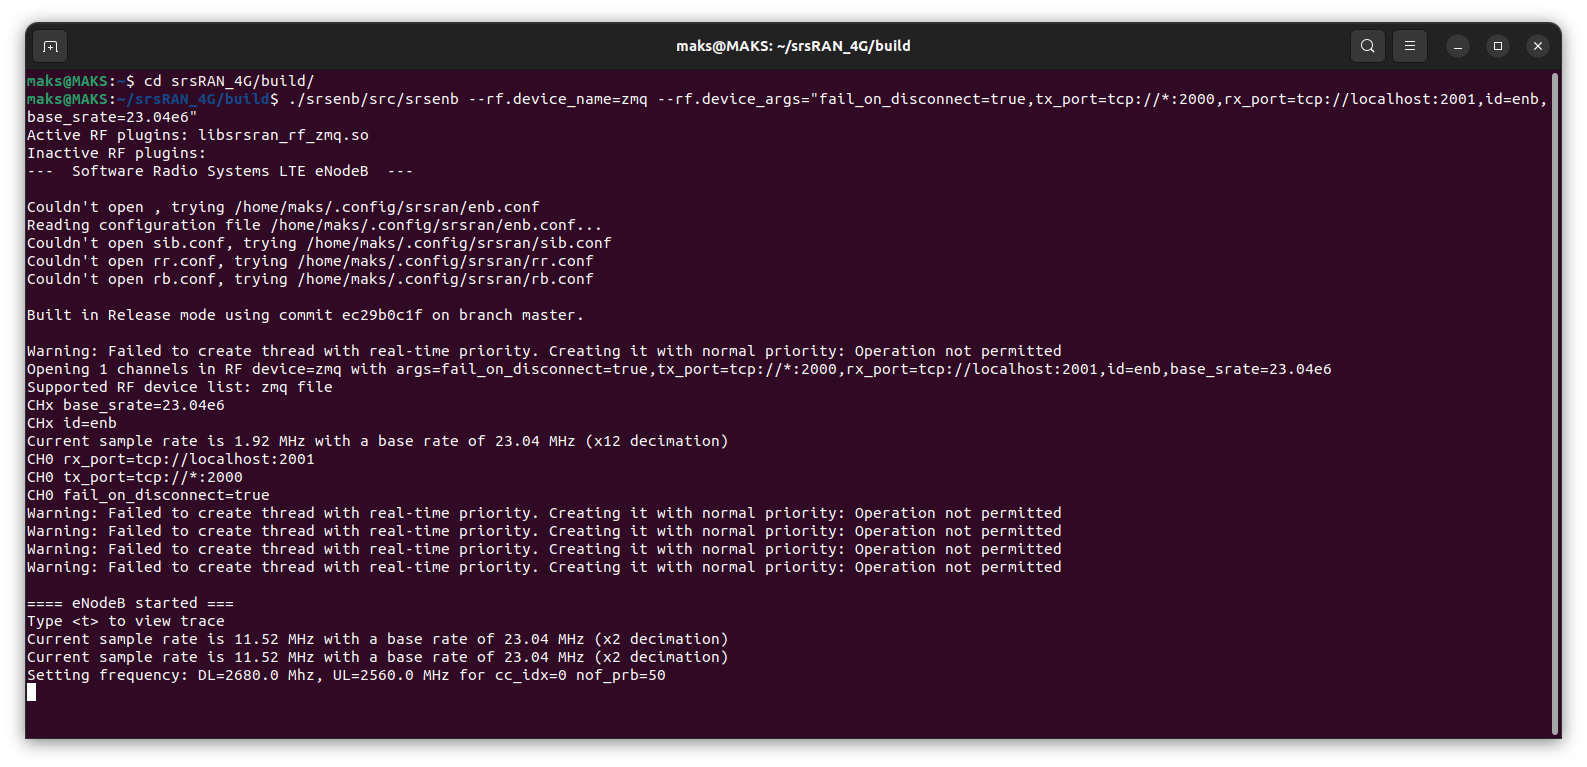 maks@MAKS: ~/srsRAN_4G/build
maks@MAKS:~$ cd srsRAN_4G/build/
maks@MAKS:~/srsRAN_4G/build$ ./srsenb/src/srsenb --rf.device_name=zmq --rf.device_args="fail_on_disconnect=true,tx_port=tcp://*:2000,rx_port=tcp://localhost:2001,id=enb,
base_srate=23.04e6"
Active RF plugins: libsrsran_rf_zmq.so
Inactive RF plugins:
---  Software Radio Systems LTE eNodeB  ---
Couldn't open , trying /home/maks/.config/srsran/enb.conf
Reading configuration file /home/maks/.config/srsran/enb.conf...
Couldn't open sib.conf, trying /home/maks/.config/srsran/sib.conf
Couldn't open rr.conf, trying /home/maks/.config/srsran/rr.conf
Couldn't open rb.conf, trying /home/maks/.config/srsran/rb.conf
Built in Release mode using commit ec29b0c1f on branch master.
Warning: Failed to create thread with real-time priority. Creating it with normal priority: Operation not permitted
Opening 1 channels in RF device=zmq with args=fail_on_disconnect=true,tx_port=tcp://*:2000,rx_port=tcp://localhost:2001,id=enb,base_srate=23.04e6
Supported RF device list: zmq file
CHx base_srate=23.04e6
CHx id=enb
Current sample rate is 1.92 MHz with a base rate of 23.04 MHz (x12 decimation)
CH0 rx_port=tcp://localhost:2001
CH0 tx_port=tcp://*:2000
CH0 fail_on_disconnect=true
Warning: Failed to create thread with real-time priority. Creating it with normal priority: Operation not permitted
Warning: Failed to create thread with real-time priority. Creating it with normal priority: Operation not permitted
Warning: Failed to create thread with real-time priority. Creating it with normal priority: Operation not permitted
Warning: Failed to create thread with real-time priority. Creating it with normal priority: Operation not permitted
==== eNodeB started ===
Type <t> to view trace
Current sample rate is 11.52 MHz with a base rate of 23.04 MHz (x2 decimation)
Current sample rate is 11.52 MHz with a base rate of 23.04 MHz (x2 decimation)
Setting frequency: DL=2680.0 Mhz, UL=2560.0 MHz for cc_idx=0 nof_prb=50